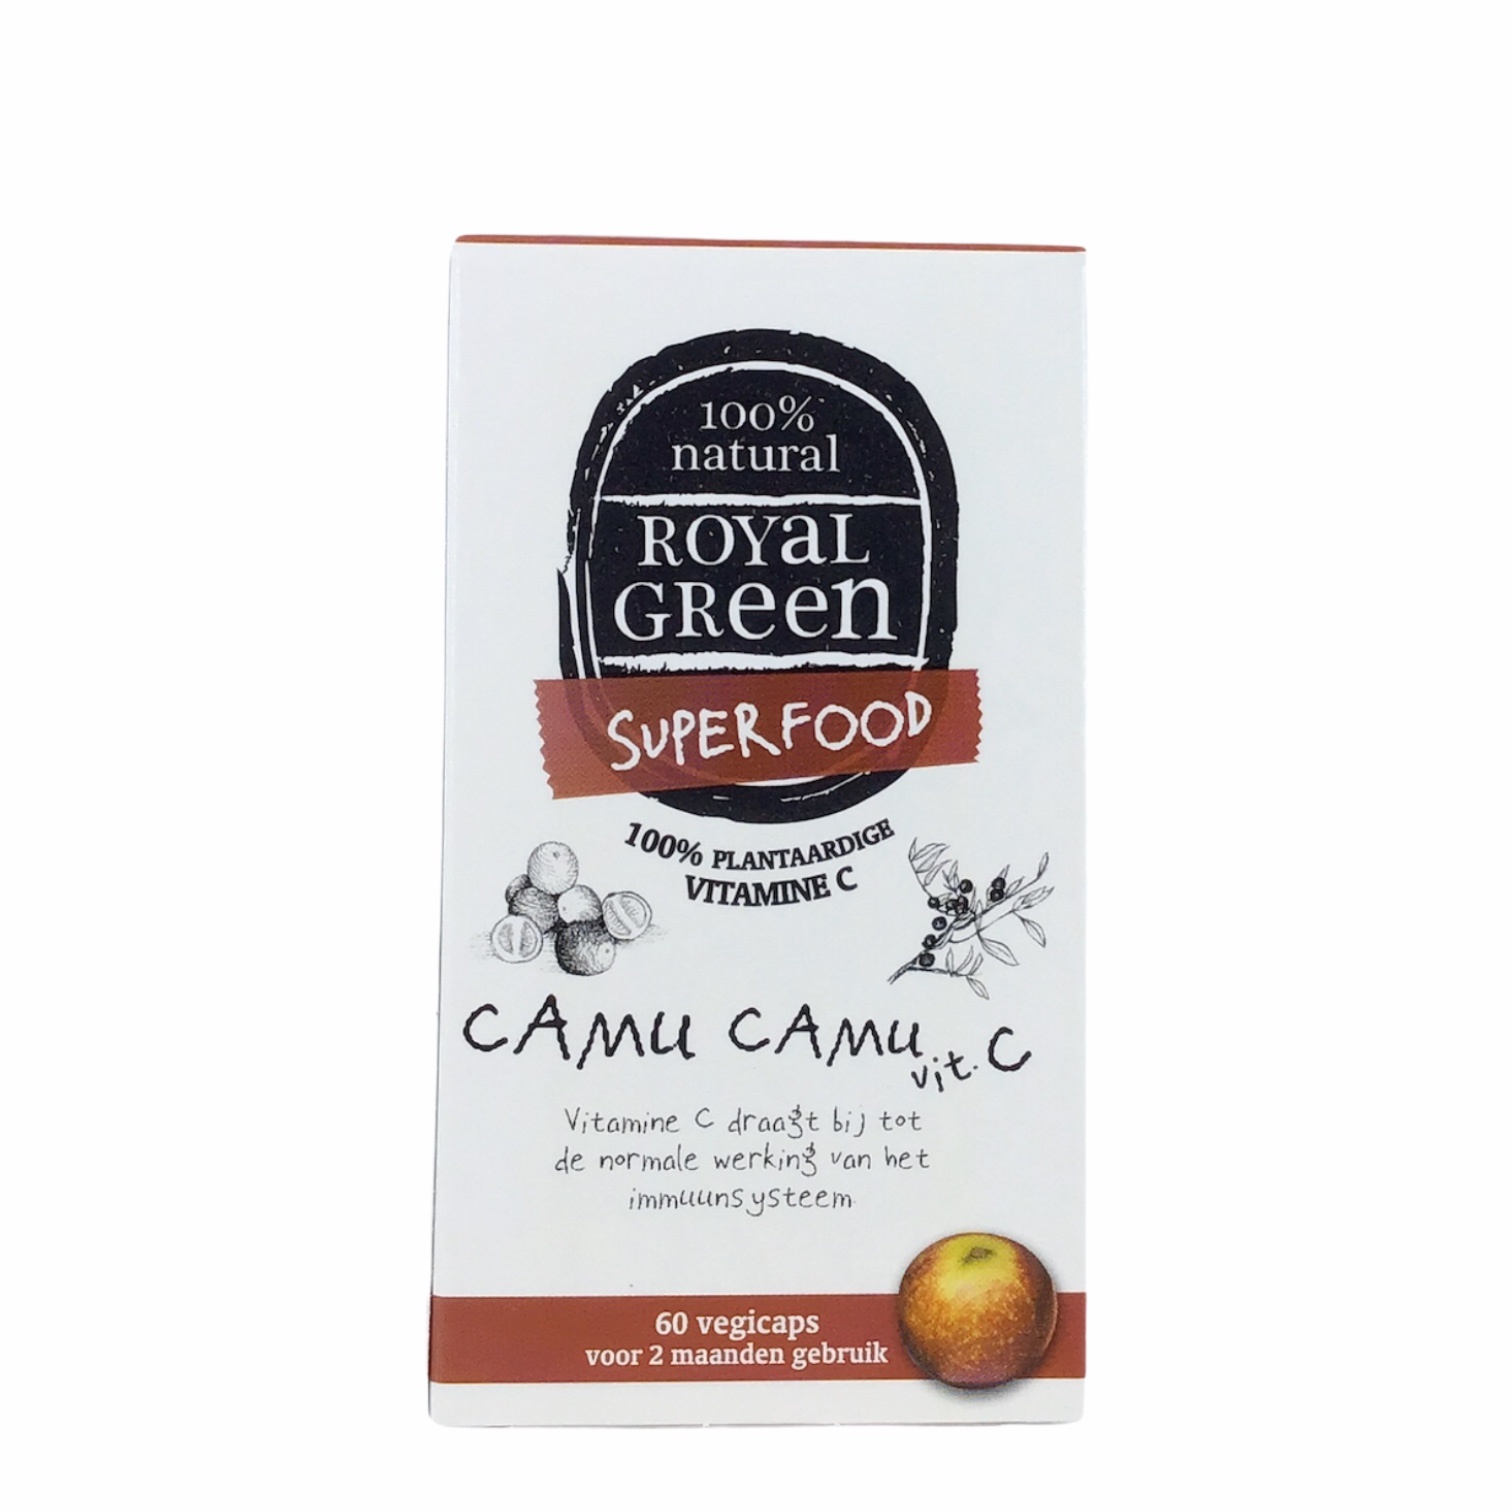 100%
natural
ROYaL
GReen
SUPERFOOD
100% PLANTAARDIGE
VITAMINE C
CAMU CAMU vit. C
Vitamine C draagt bij tot
de normale werking van het
immuunsysteem
60 vegicaps
voor 2 maanden gebruik